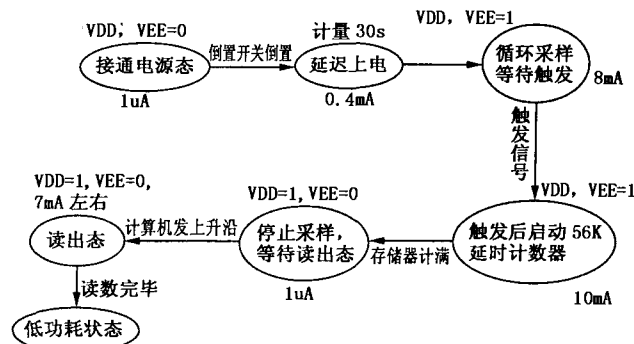 VDD, VEE=0
接通电源态
1uA
倒置开关倒置
计量 30s
延迟上电
0.4mA
VDD, VEE=1
循环采样
等待触发
8mA
触发信号
VDD, VEE=1
触发后启动 56K
延时计数器
10mA
存储器计满
VDD=1, VEE=0
停止采样,
等待读出态
1uA
计算机发上升沿
VDD=1, VEE=0,
7mA 左右
读出态
读数完毕
低功耗状态